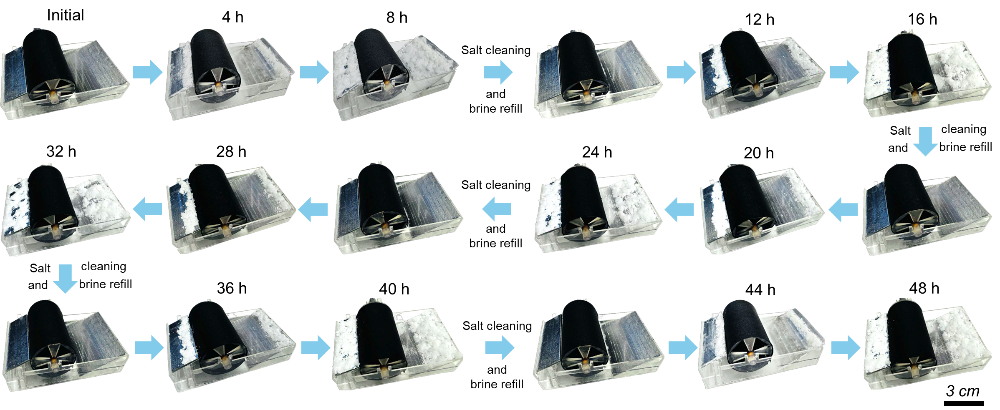 Initial
4 h
8 h
Salt cleaning
and
brine refill
12 h
16 h
Salt cleaning
and brine refill
20 h
24 h
Salt cleaning
and
brine refill
28 h
32 h
Salt cleaning
and brine refill
36 h
40 h
Salt cleaning
and
brine refill
44 h
48 h
3 cm